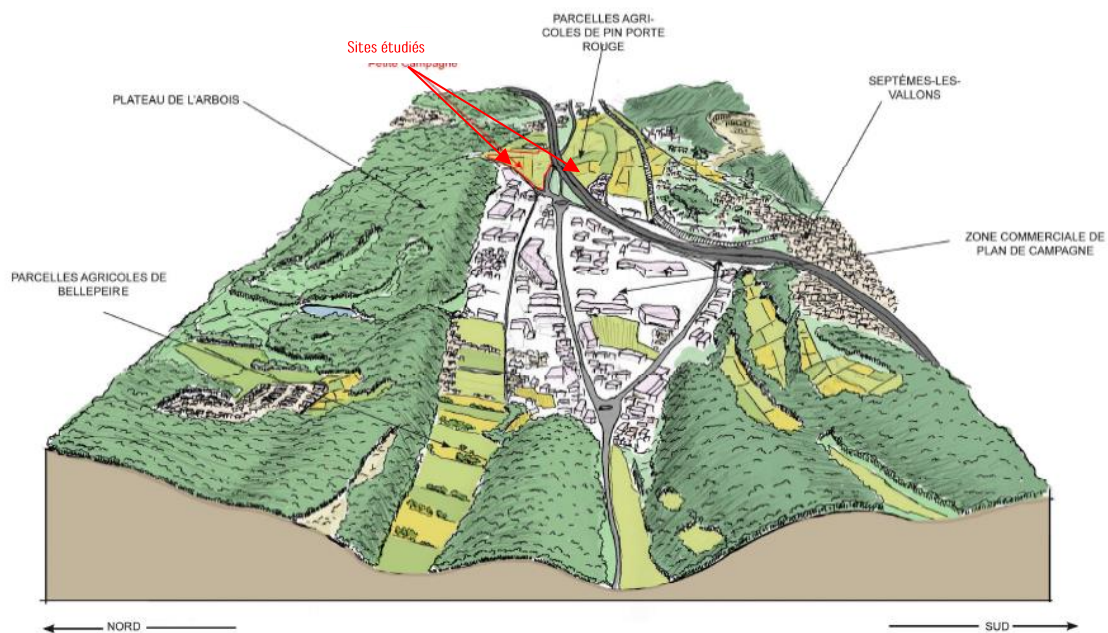 PARCELLES AGRI-
COLES DE PIN PORTE
ROUGE
Sites étudiés
Petite Campagne
SEPTÈMES-LES-
VALLONS
PLATEAU DE L'ARBOIS
ZONE COMMERCIALE DE
PLAN DE CAMPAGNE
PARCELLES AGRICOLES DE
BELLEPEIRE
NORD
SUD